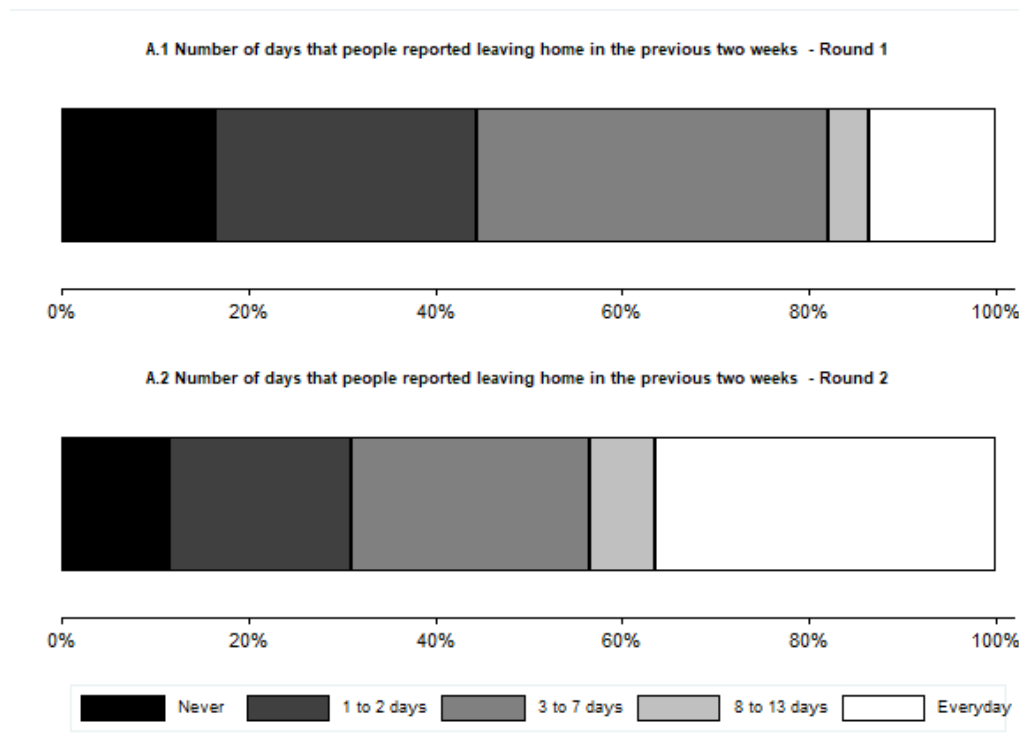 A.1 Number of days that people reported leaving home in the previous two weeks - Round 1
0% 20% 40% 60% 80% 100%
A.2 Number of days that people reported leaving home in the previous two weeks - Round 2
0% 20% 40% 60% 80% 100%
Never 1 to 2 days 3 to 7 days 8 to 13 days Everyday